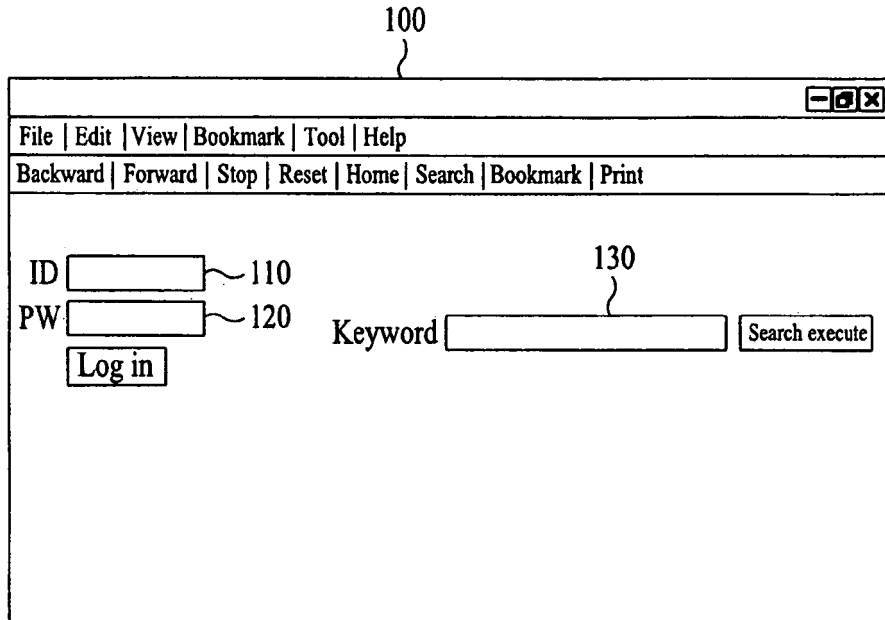 100
File | Edit | View | Bookmark | Tool | Help
Backward | Forward | Stop | Reset | Home | Search | Bookmark | Print
ID 110
130
PW 120
Keyword Search execute
Log in